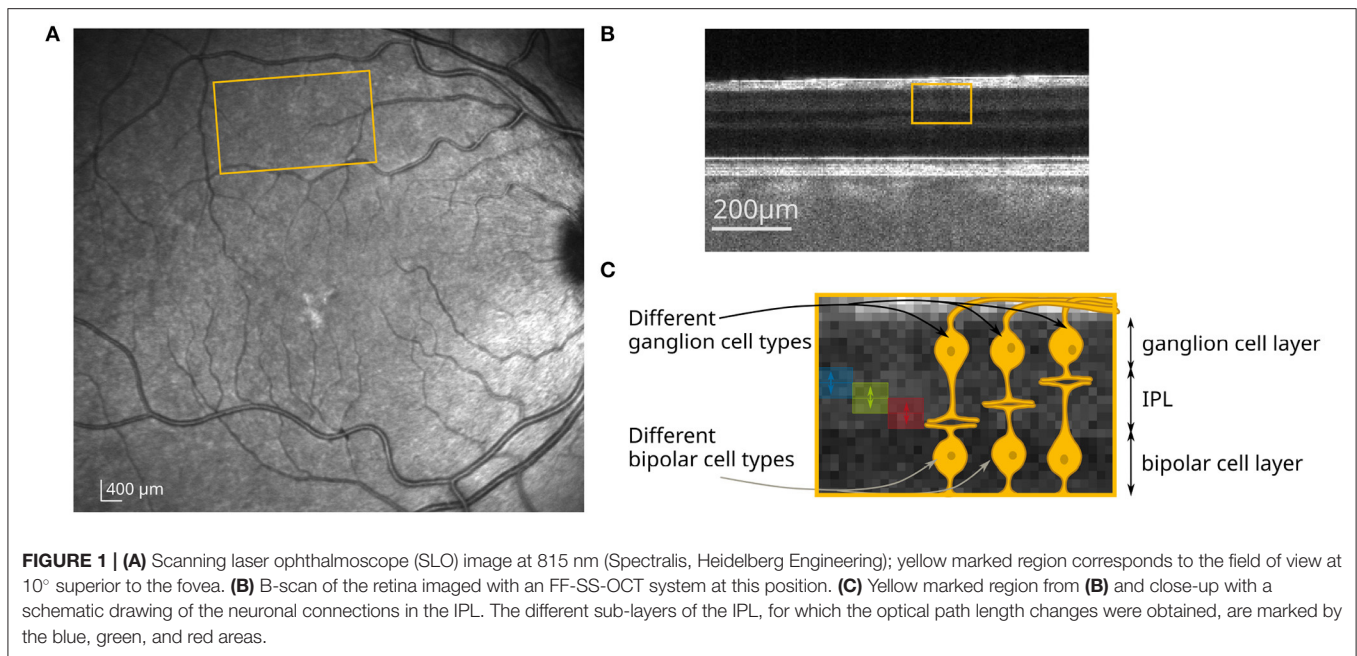 A
400 µm
B
200µm
C
Different
ganglion cell types
Different
bipolar cell types
ganglion cell layer
IPL
bipolar cell layer
FIGURE 1 | (A) Scanning laser ophthalmoscope (SLO) image at 815 nm (Spectralis, Heidelberg Engineering); yellow marked region corresponds to the field of view at
10° superior to the fovea. (B) B-scan of the retina imaged with an FF-SS-OCT system at this position. (C) Yellow marked region from (B) and close-up with a
schematic drawing of the neuronal connections in the IPL. The different sub-layers of the IPL, for which the optical path length changes were obtained, are marked by
the blue, green, and red areas.